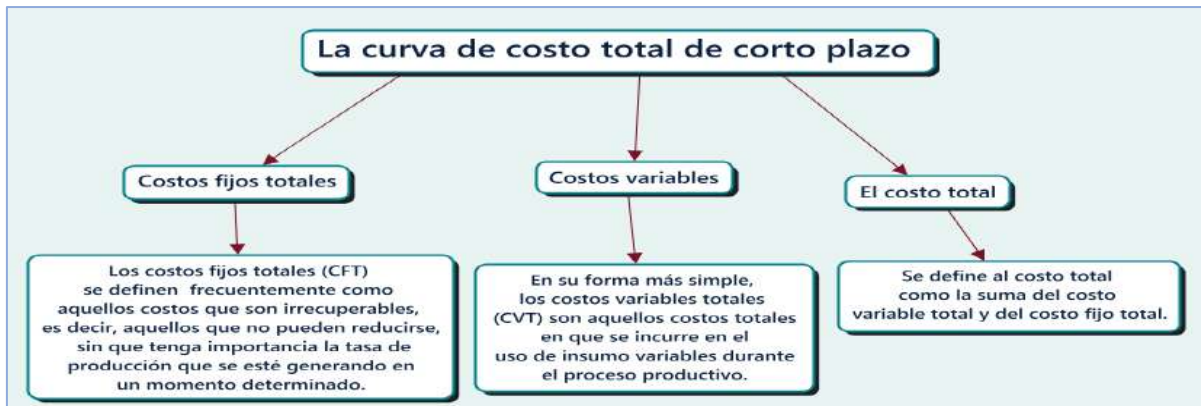 La curva de costo total de corto plazo
Costos fijos totales
Costos variables
El costo total
Los costos fijos totales (CFT)
se definen frecuentemente como
aquellos costos que son irrecuperables,
es decir, aquellos que no pueden reducirse,
sin que tenga importancia la tasa de
producción que se esté generando en
un momento determinado.
En su forma más simple,
los costos variables totales
(CVT) son aquellos costos totales
en que se incurre en el
uso de insumo variables durante
el proceso productivo.
Se define al costo total
como la suma del costo
variable total y del costo fijo total.